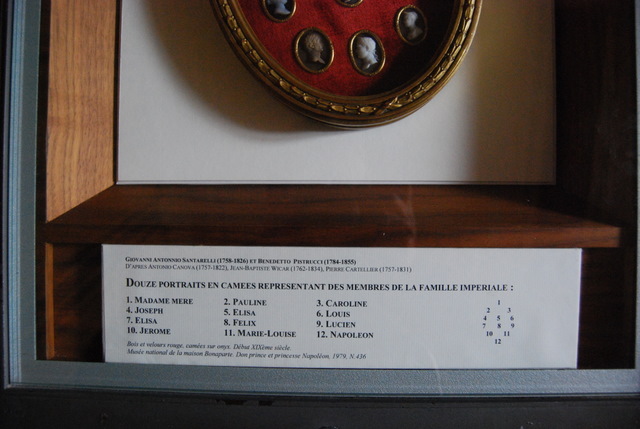 GIOVANNI ANTONNIO SANTARELLI (1758-1826) ET BENEDETTO PISTRUCCI (1784-1855)
D'APRES ANTONIO CANOVA (1757-1822), JEAN-BAPTISTE WICAR (1762-1834), PIERRE CARTELLIER (1757-1831)
DOUZE PORTRAITS EN CAMEES REPRESENTANT DES MEMBRES DE LA FAMILLE IMPERIALE :
1. MADAME MERE 2. PAULINE 3. CAROLINE
4. JOSEPH 5. ELISA 6. LOUIS
7. ELISA 8. FELIX 9. LUCIEN
10. JEROME 11. MARIE-LOUISE 12. NAPOLEON
1
2 3
4 5 6
7 8 9
10 11
12
Bois et velours rouge, camées sur onyx. Début XIXème siècle.
Musée national de la maison Bonaparte. Don prince et princesse Napoléon, 1979, N.436